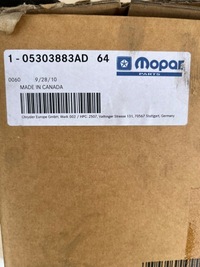 1 - 05303883AD 64
Mopar
PARTS
0060 9/28/10
MADE IN CANADA
Chrysler Europe GmbH, Werk 002 / HPC: Z007, Vaihinger Strasse 131, 70567 Stuttgart, Germany